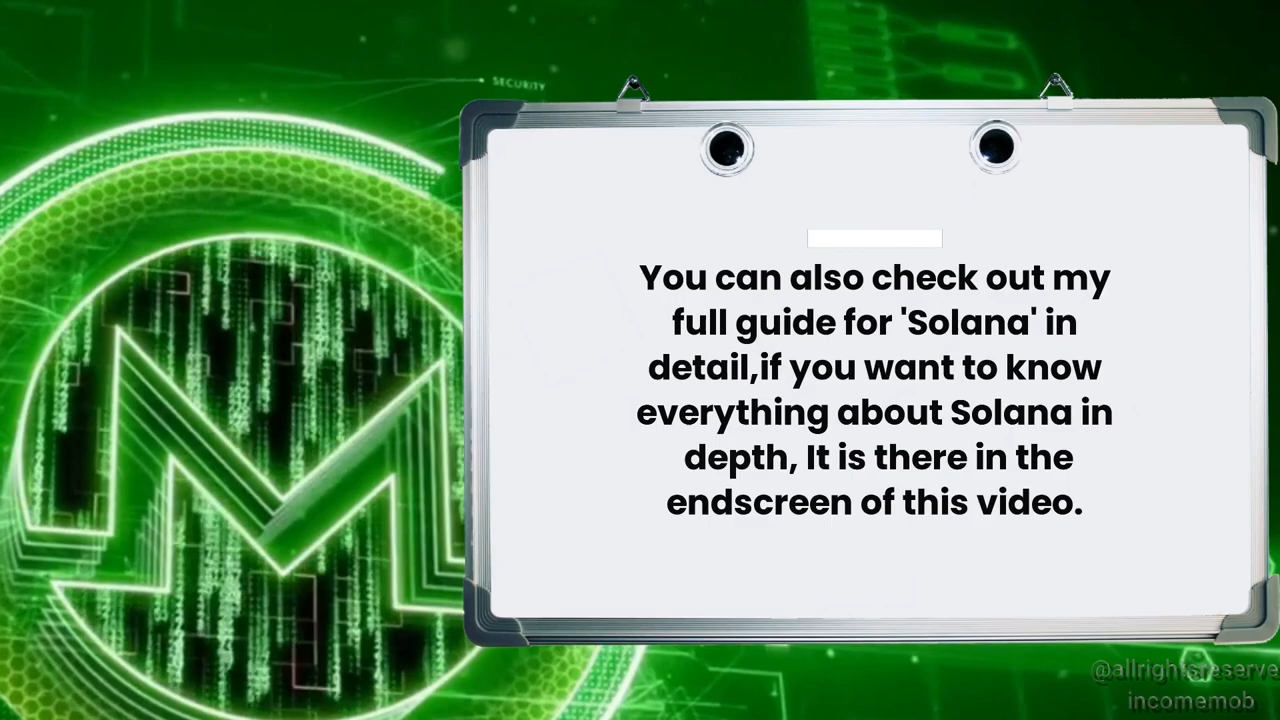 SECURITY
You can also check out my
full guide for 'Solana' in
detail,if you want to know
everything about Solana in
depth, It is there in the
endscreen of this video.
@allrightsreserve
incomemob